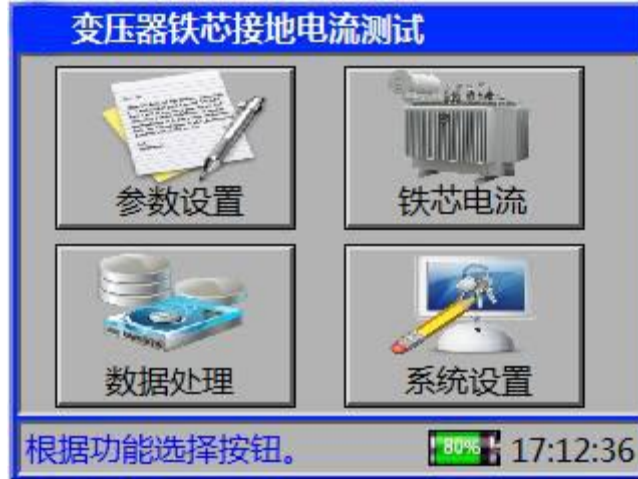 变压器铁芯接地电流测试
参数设置
铁芯电流
数据处理
系统设置
根据功能选择按钮。
80%
17:12:36